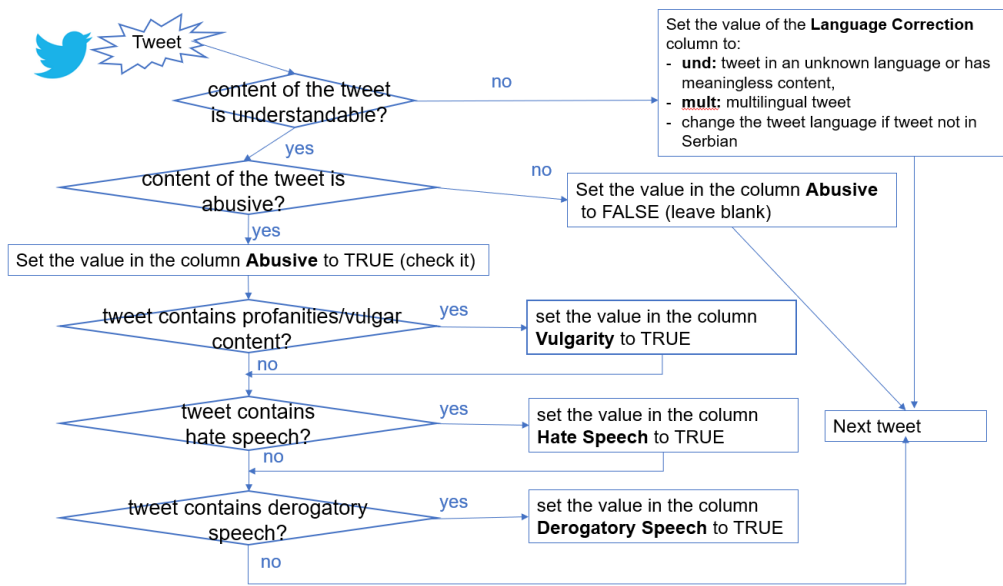 Tweet
Set the value of the Language Correction
column to:
- und: tweet in an unknown language or has
meaningless content,
- mult: multilingual tweet
- change the tweet language if tweet not in
Serbian
content of the tweet
is understandable?
no
yes
content of the tweet is
abusive?
no
Set the value in the column Abusive
to FALSE (leave blank)
yes
Set the value in the column Abusive to TRUE (check it)
tweet contains profanities/vulgar
content?
yes
set the value in the column
Vulgarity to TRUE
no
tweet contains
hate speech?
yes
set the value in the column
Hate Speech to TRUE
Next tweet
no
tweet contains derogatory
speech?
yes
set the value in the column
Derogatory Speech to TRUE
no